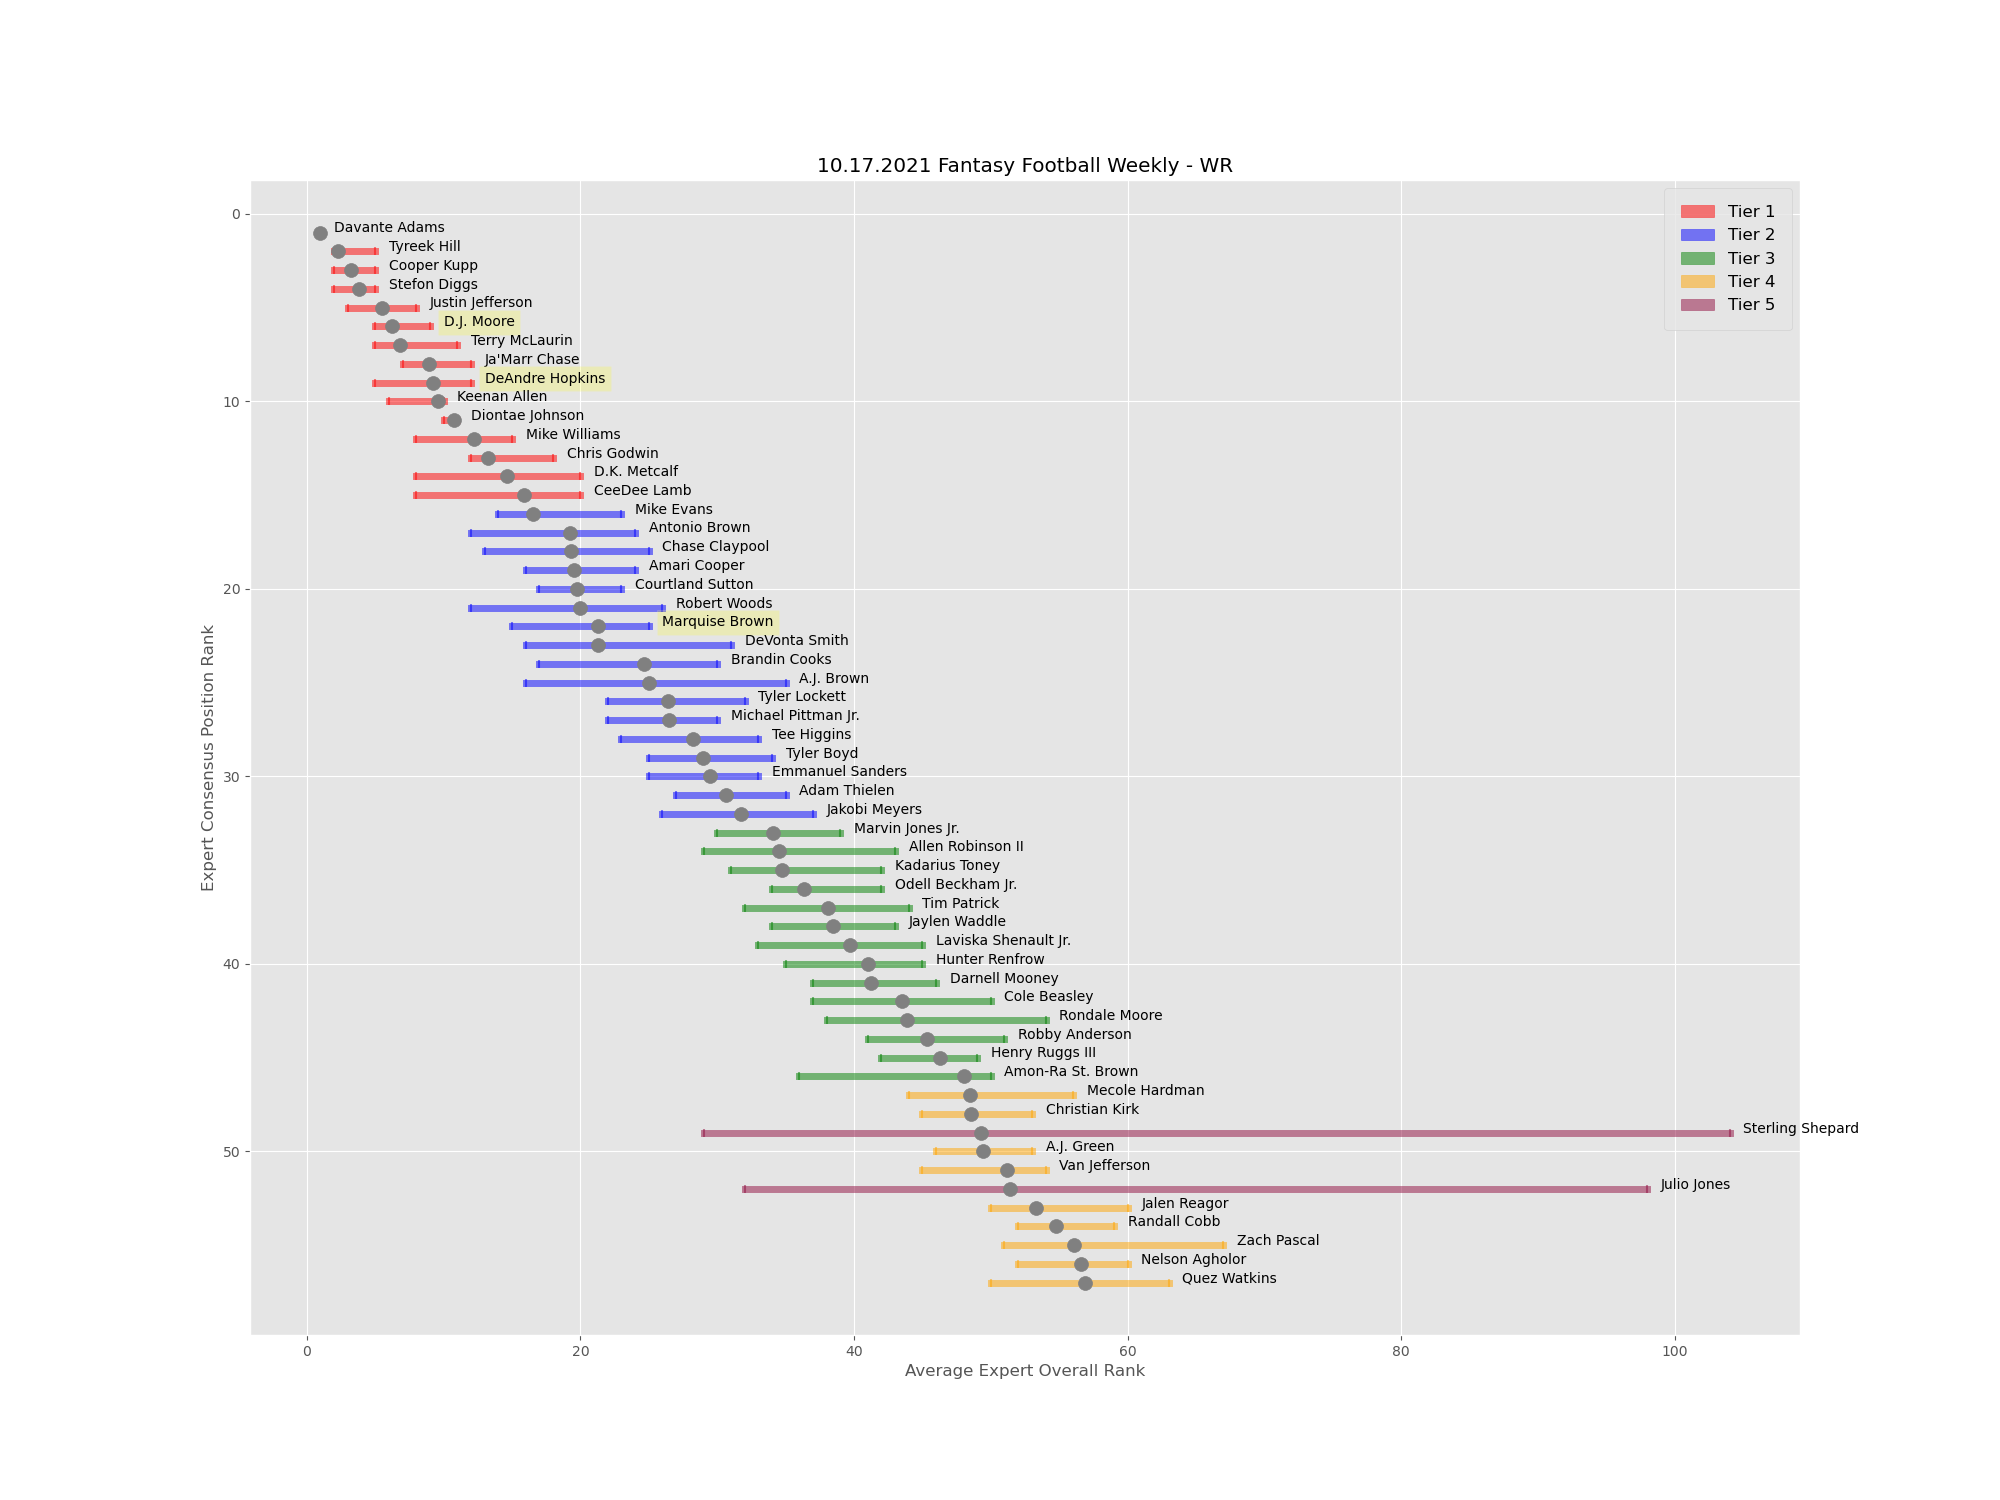 10.17.2021 Fantasy Football Weekly - WR
Tier 1
Tier 2
Tier 3
Tier 4
Tier 5
Expert Consensus Position Rank
0
10
20
30
40
50
Davante Adams
Tyreek Hill
Cooper Kupp
Stefon Diggs
Justin Jefferson
D.J. Moore
Terry McLaurin
Ja'Marr Chase
DeAndre Hopkins
Keenan Allen
Diontae Johnson
Mike Williams
Chris Godwin
D.K. Metcalf
CeeDee Lamb
Mike Evans
Antonio Brown
Chase Claypool
Amari Cooper
Courtland Sutton
Robert Woods
Marquise Brown
DeVonta Smith
Brandin Cooks
A.J. Brown
Tyler Lockett
Michael Pittman Jr.
Tee Higgins
Tyler Boyd
Emmanuel Sanders
Adam Thielen
Jakobi Meyers
Marvin Jones Jr.
Allen Robinson II
Kadarius Toney
Odell Beckham Jr.
Tim Patrick
Jaylen Waddle
Laviska Shenault Jr.
Hunter Renfrow
Darnell Mooney
Cole Beasley
Rondale Moore
Robby Anderson
Henry Ruggs III
Amon-Ra St. Brown
Mecole Hardman
Christian Kirk
Sterling Shepard
A.J. Green
Van Jefferson
Julio Jones
Jalen Reagor
Randall Cobb
Zach Pascal
Nelson Agholor
Quez Watkins
0
20
40
60
80
100
Average Expert Overall Rank